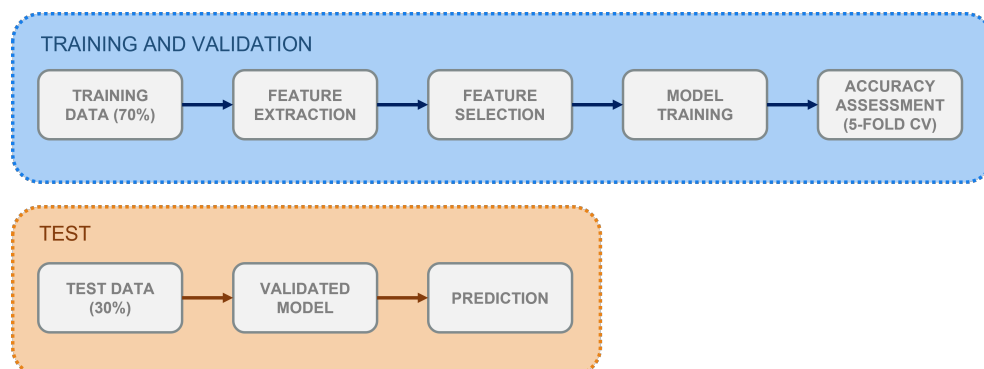 TRAINING AND VALIDATION
TRAINING
DATA (70%)
FEATURE
EXTRACTION
FEATURE
SELECTION
MODEL
TRAINING
ACCURACY
ASSESSMENT
(5-FOLD CV)
TEST
TEST DATA
(30%)
VALIDATED
MODEL
PREDICTION